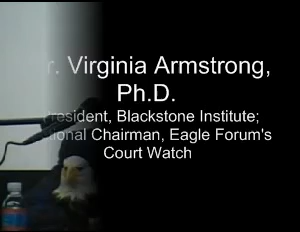 r. Virginia Armstrong,
Ph.D.
resident, Blackstone Institute;
ional Chairman, Eagle Forum's
Court Watch